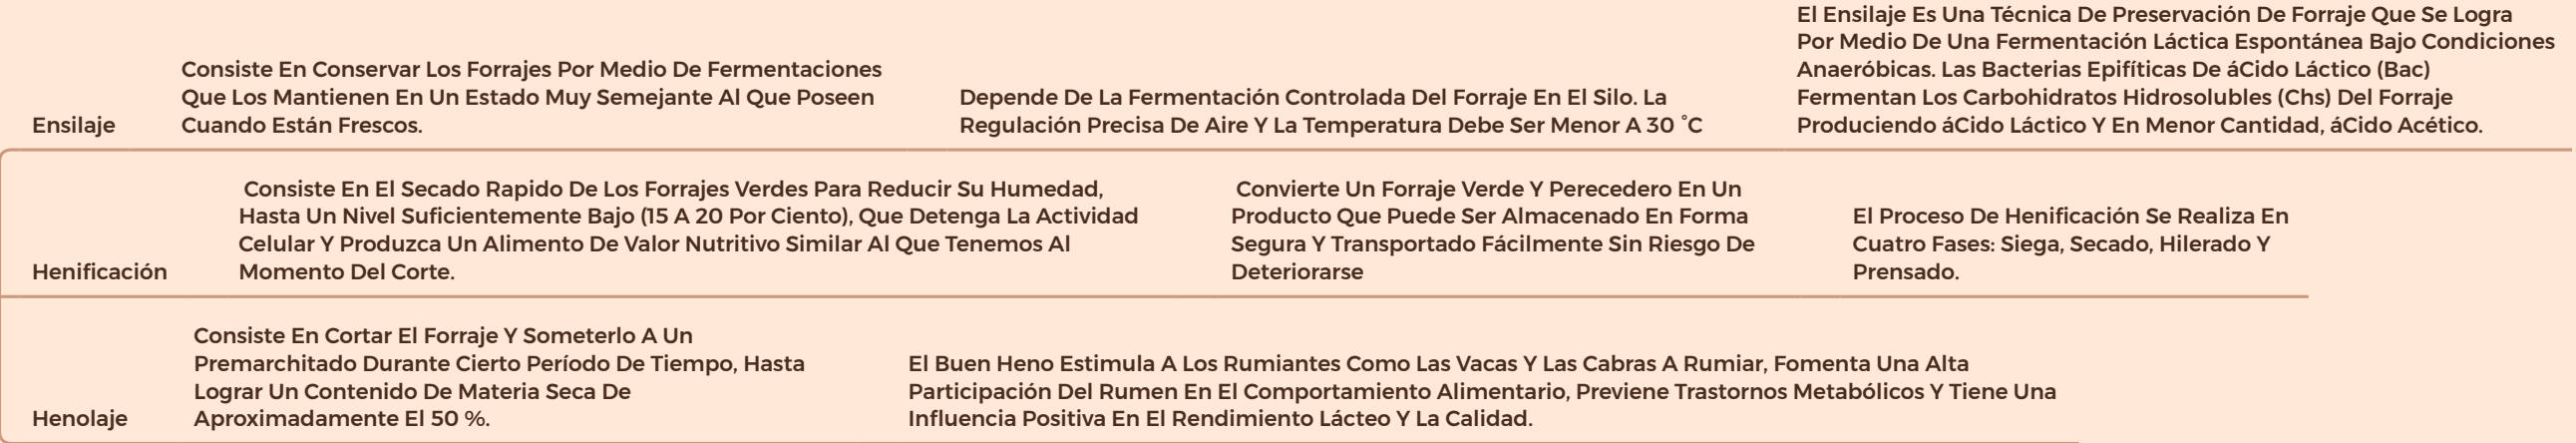 Ensilaje
Consiste En Conservar Los Forrajes Por Medio De Fermentaciones
Que Los Mantienen En Un Estado Muy Semejante Al Que Poseen
Cuando Están Frescos.
Depende De La Fermentación Controlada Del Forraje En El Silo. La
Regulación Precisa De Aire Y La Temperatura Debe Ser Menor A 30 °C
El Ensilaje Es Una Técnica De Preservación De Forraje Que Se Logra
Por Medio De Una Fermentación Láctica Espontánea Bajo Condiciones
Anaeróbicas. Las Bacterias Epifíticas De áCido Láctico (Bac)
Fermentan Los Carbohidratos Hidrosolubles (Chs) Del Forraje
Produciendo áCido Láctico Y En Menor Cantidad, áCido Acético.
Henificación
Consiste En El Secado Rapido De Los Forrajes Verdes Para Reducir Su Humedad,
Hasta Un Nivel Suficientemente Bajo (15 A 20 Por Ciento), Que Detenga La Actividad
Celular Y Produzca Un Alimento De Valor Nutritivo Similar Al Que Tenemos Al
Momento Del Corte.
Convierte Un Forraje Verde Y Perecedero En Un
Producto Que Puede Ser Almacenado En Forma
Segura Y Transportado Fácilmente Sin Riesgo De
Deteriorarse
El Proceso De Henificación Se Realiza En
Cuatro Fases: Siega, Secado, Hilerado Y
Prensado.
Henolaje
Consiste En Cortar El Forraje Y Someterlo A Un
Premarchitado Durante Cierto Período De Tiempo, Hasta
Lograr Un Contenido De Materia Seca De
Aproximadamente El 50 %.
El Buen Heno Estimula A Los Rumiantes Como Las Vacas Y Las Cabras A Rumiar, Fomenta Una Alta
Participación Del Rumen En El Comportamiento Alimentario, Previene Trastornos Metabólicos Y Tiene Una
Influencia Positiva En El Rendimiento Lácteo Y La Calidad.